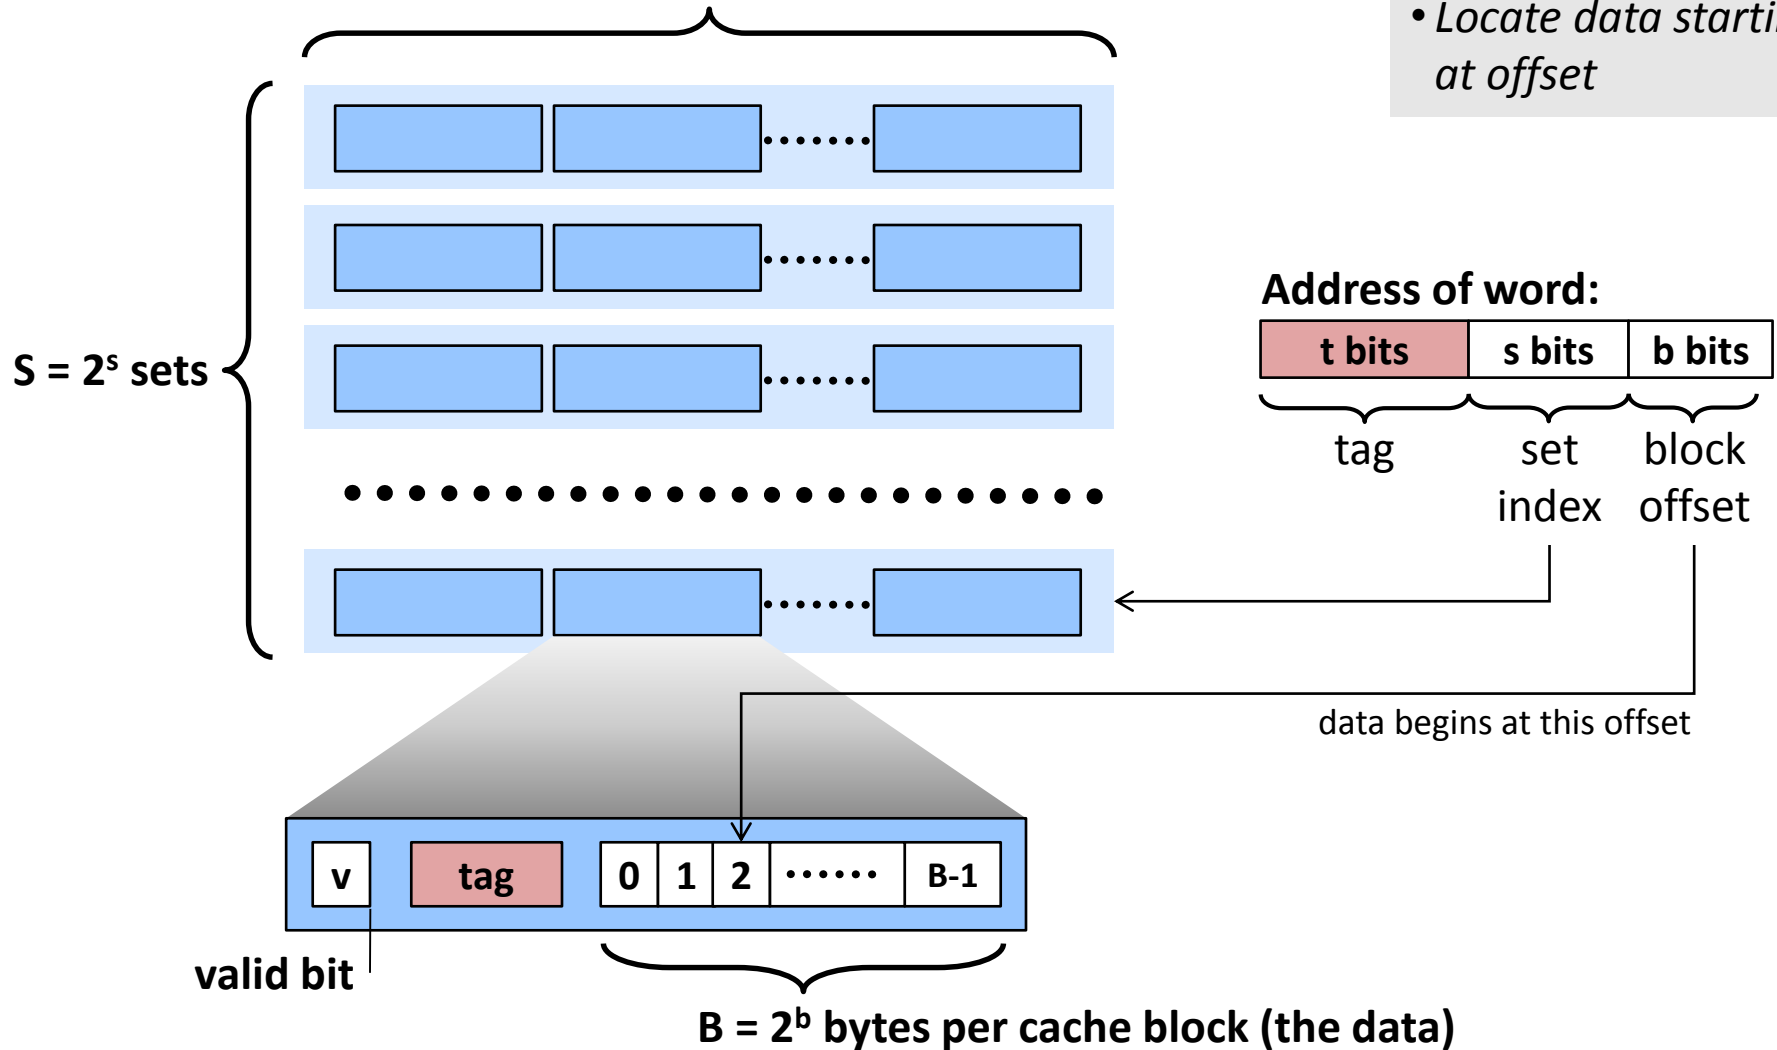 • Locate data
at offset
S = 2ˢ sets
Address of word:
t bits s bits b bits
tag set block
index offset
data begins at this offset
v tag 0 1 2 ······ B-1
valid bit
B = 2ᵇ bytes per cache block (the data)